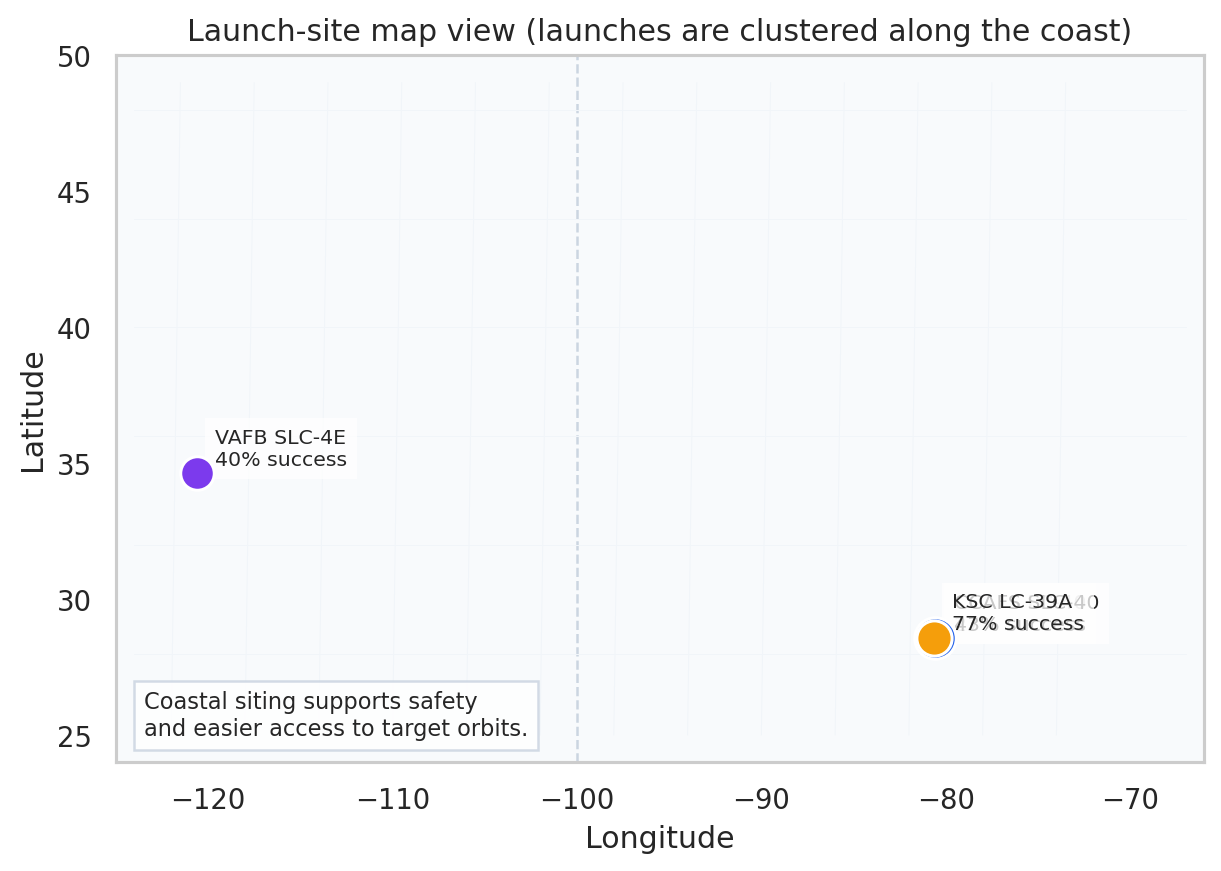 Launch-site map view (launches are clustered along the coast)
50
45
40
35
30
25
Latitude
VAFB SLC-4E
40% success
KSC LC-39A
77% success
Coastal siting supports safety
and easier access to target orbits.
−120
−110
−100
−90
−80
−70
Longitude